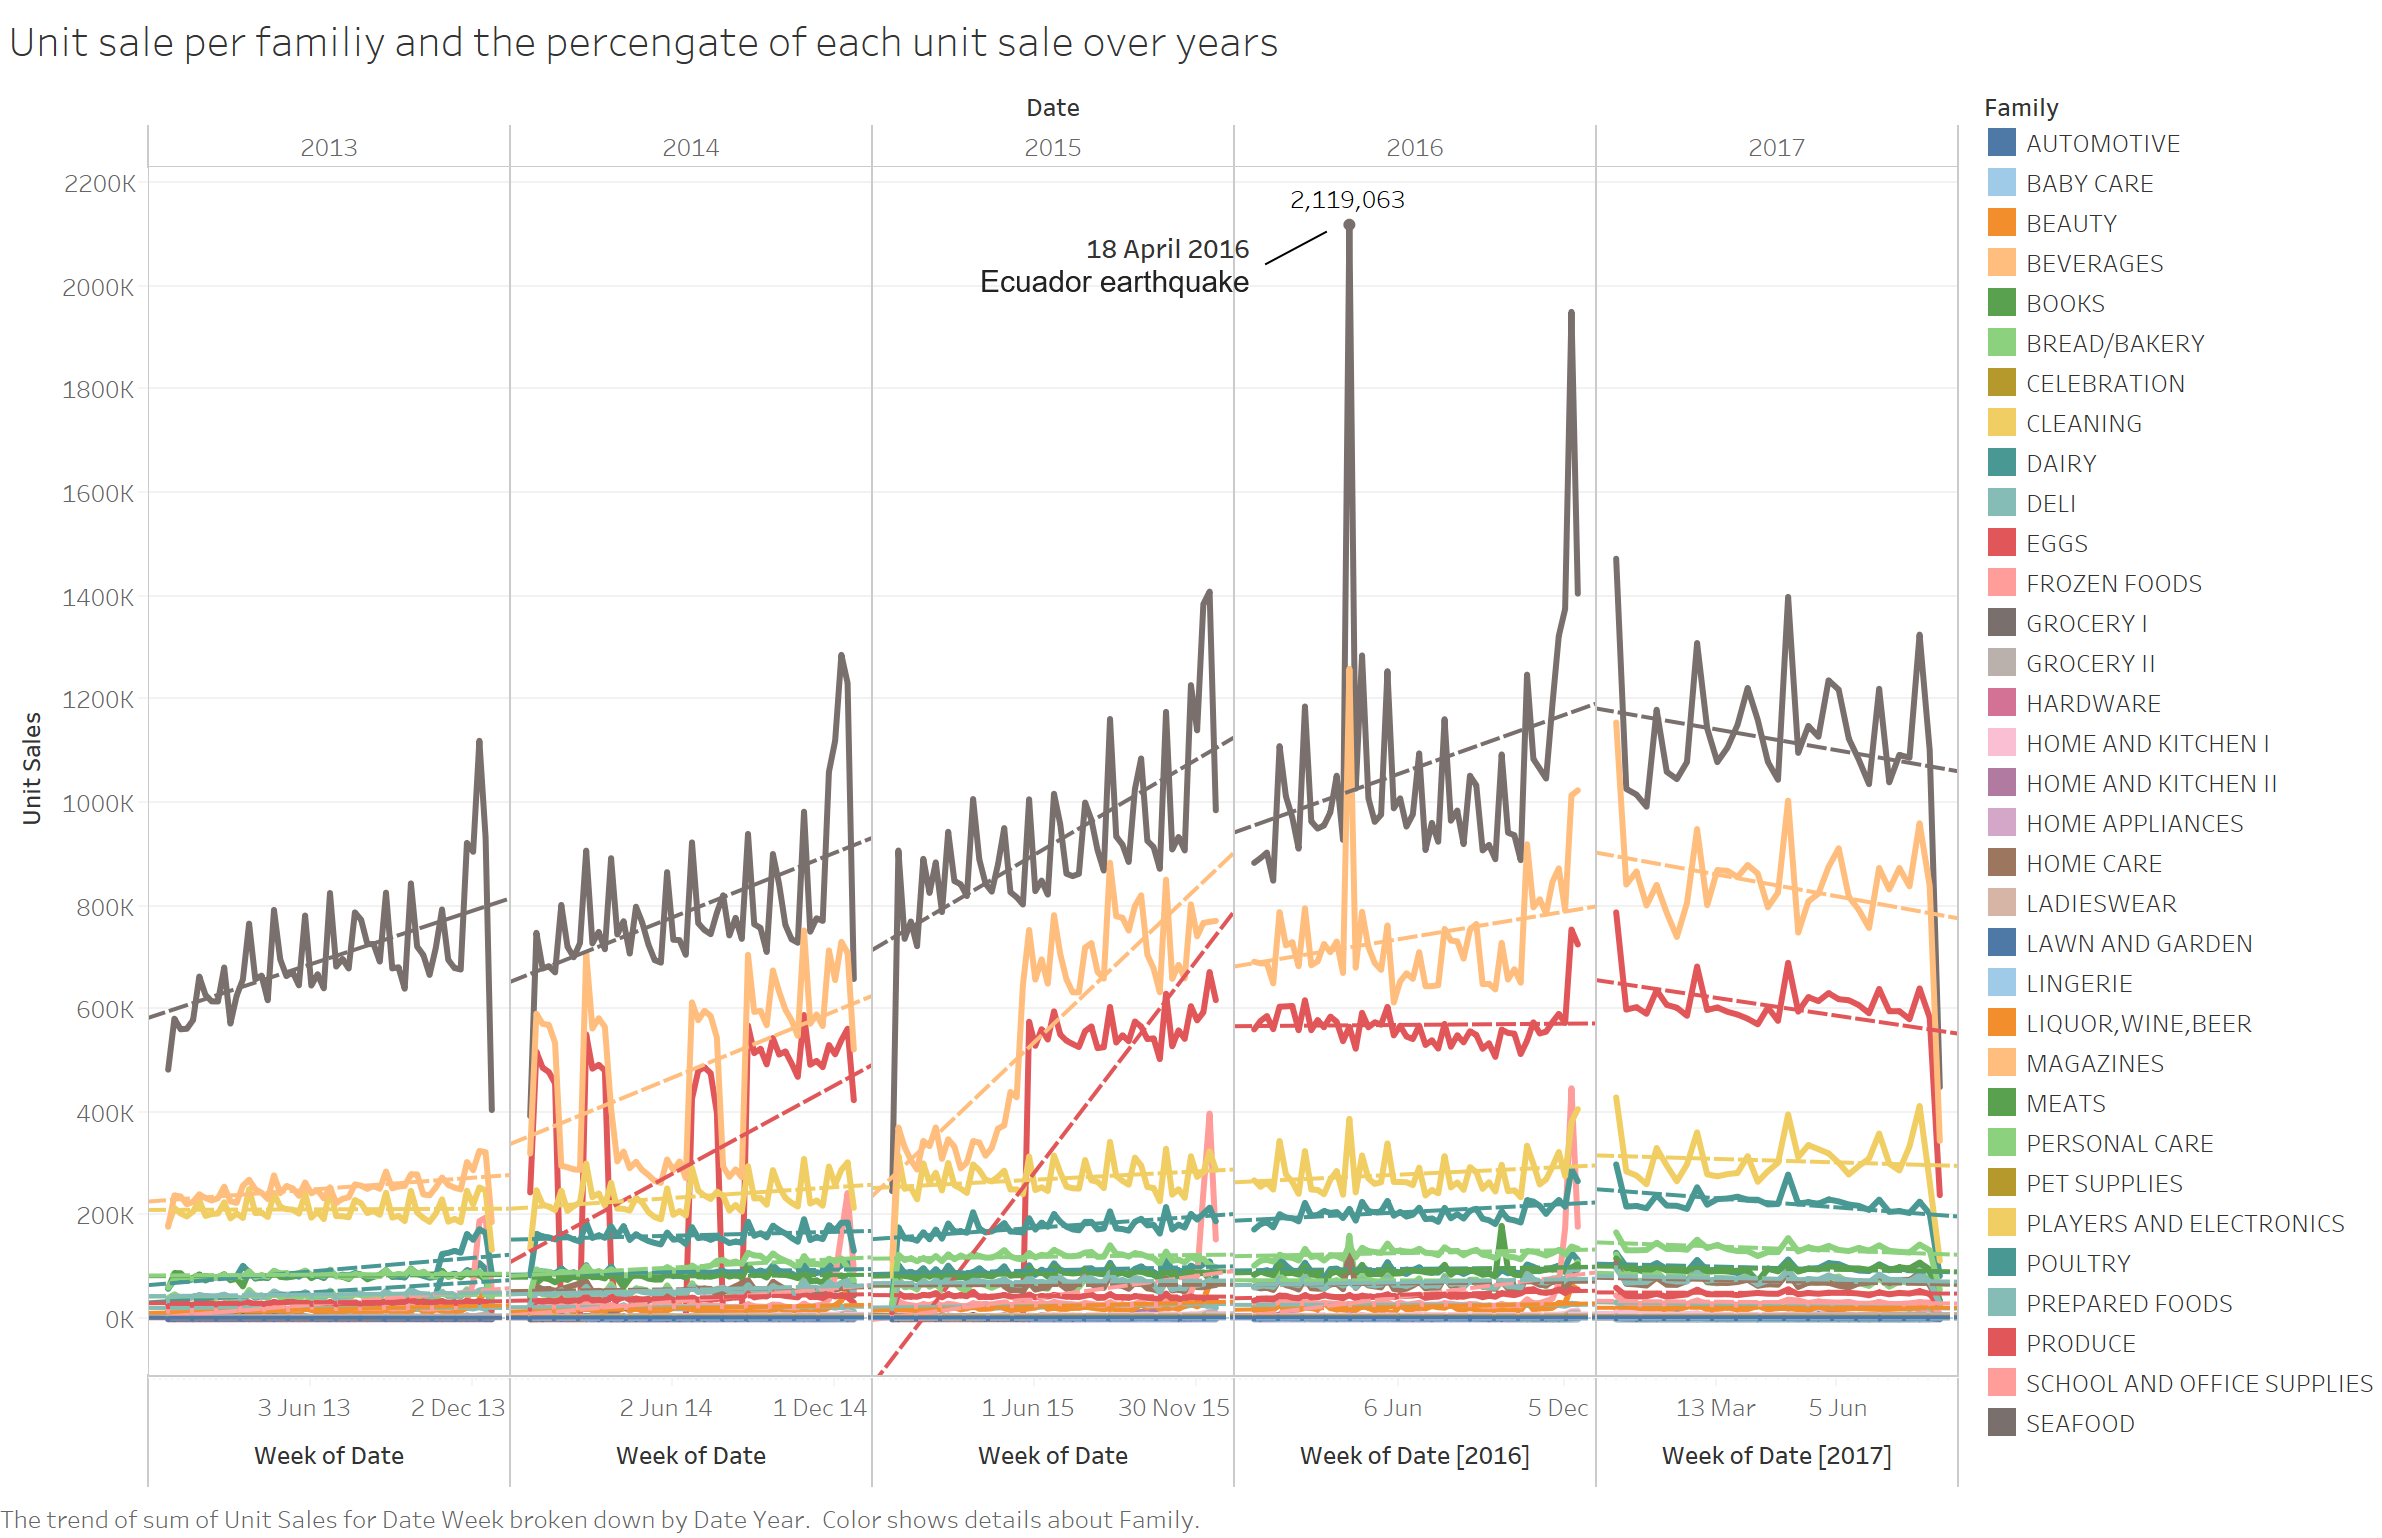 Unit sale per familiy and the percengate of each unit sale over years
Date
Family
2013
2014
2015
2016
2017
AUTOMOTIVE
BABY CARE
BEAUTY
BEVERAGES
BOOKS
BREAD/BAKERY
CELEBRATION
CLEANING
DAIRY
DELI
EGGS
FROZEN FOODS
GROCERY I
GROCERY II
HARDWARE
HOME AND KITCHEN I
HOME AND KITCHEN II
HOME APPLIANCES
HOME CARE
LADIESWEAR
LAWN AND GARDEN
LINGERIE
LIQUOR,WINE,BEER
MAGAZINES
MEATS
PERSONAL CARE
PET SUPPLIES
PLAYERS AND ELECTRONICS
POULTRY
PREPARED FOODS
PRODUCE
SCHOOL AND OFFICE SUPPLIES
SEAFOOD
2200K
2000K
1800K
1600K
1400K
1200K
1000K
800K
600K
400K
200K
0K
Unit Sales
2,119,063
18 April 2016
Ecuador earthquake
3 Jun 13
2 Dec 13
2 Jun 14
1 Dec 14
1 Jun 15
30 Nov 15
6 Jun
5 Dec
13 Mar
5 Jun
Week of Date
Week of Date
Week of Date
Week of Date [2016]
Week of Date [2017]
The trend of sum of Unit Sales for Date Week broken down by Date Year.  Color shows details about Family.